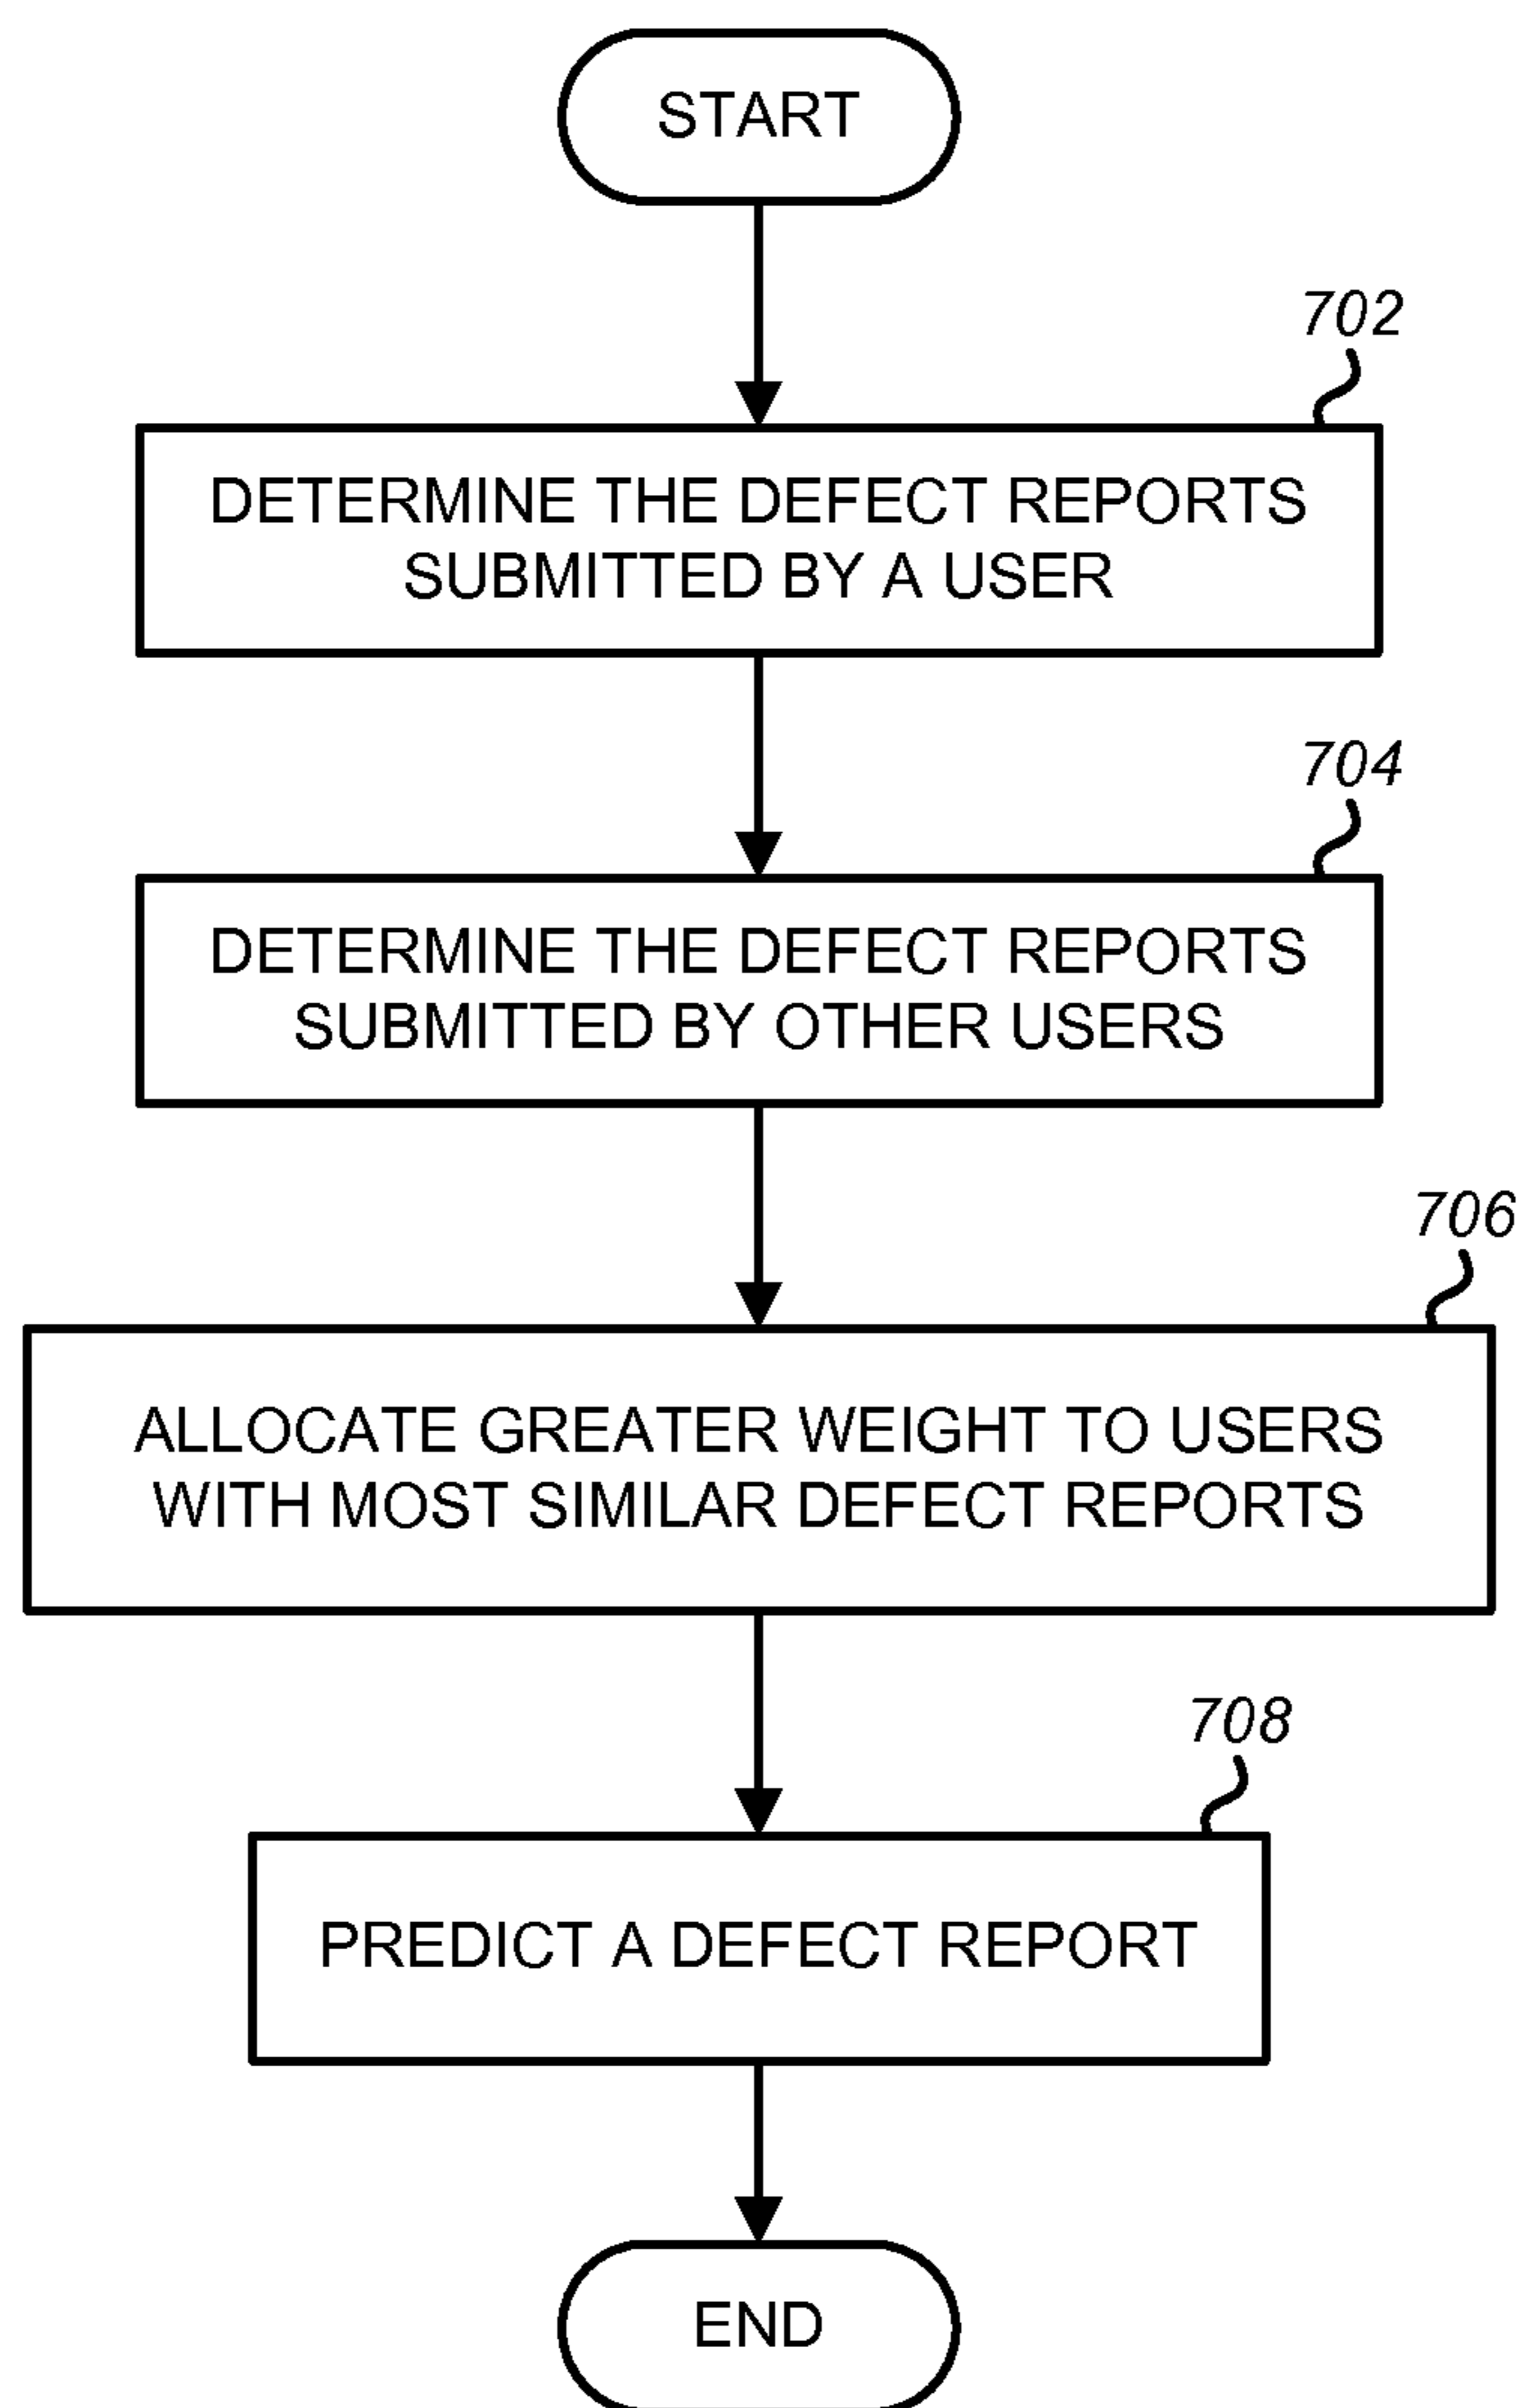 START
702
DETERMINE THE DEFECT REPORTS
SUBMITTED BY A USER
704
DETERMINE THE DEFECT REPORTS
SUBMITTED BY OTHER USERS
706
ALLOCATE GREATER WEIGHT TO USERS
WITH MOST SIMILAR DEFECT REPORTS
708
PREDICT A DEFECT REPORT
END